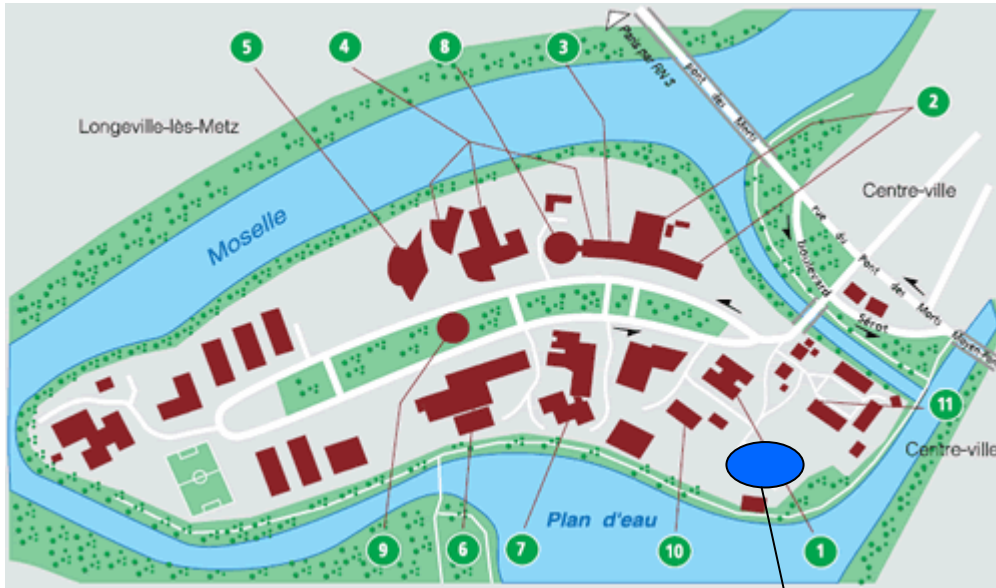 5
4
8
3
2
Paris par RN 3
Pont des Morts
Longeville-lès-Metz
Moselle
Centre-ville
rue du Pont des Morts
boulevard
Sérot
11
Centre-ville
Plan d'eau
9
6
7
10
1